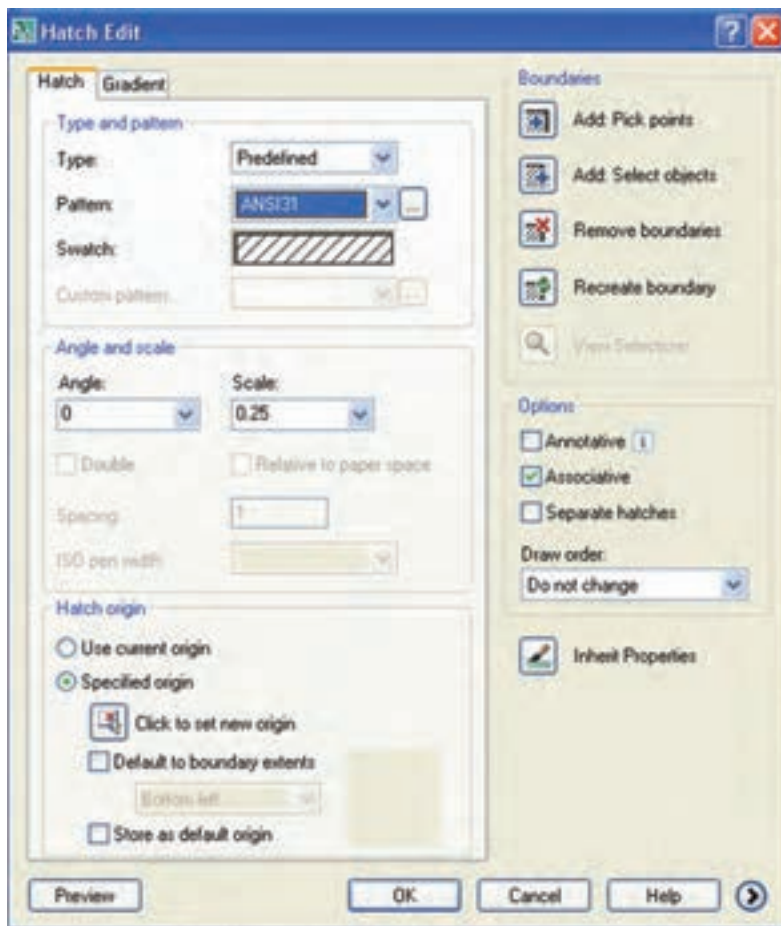 Hatch Edit
Hatch
Gradient
Type and pattern
Type:
Predefined
Pattern:
ANSI31
...
Swatch:
Custom pattern:
...
Angle and scale
Angle:
Scale:
0
0.25
Double
Relative to paper space
Spacing:
1
ISO pen width:
Hatch origin
Use current origin
Specified origin
Click to set new origin
Default to boundary extents
Bottom left
Store as default origin
Boundaries
Add: Pick points
Add: Select objects
Remove boundaries
Recreate boundary
View Selections
Options
Annotative
Associative
Separate hatches
Draw order:
Do not change
Inherit Properties
Preview
OK
Cancel
Help